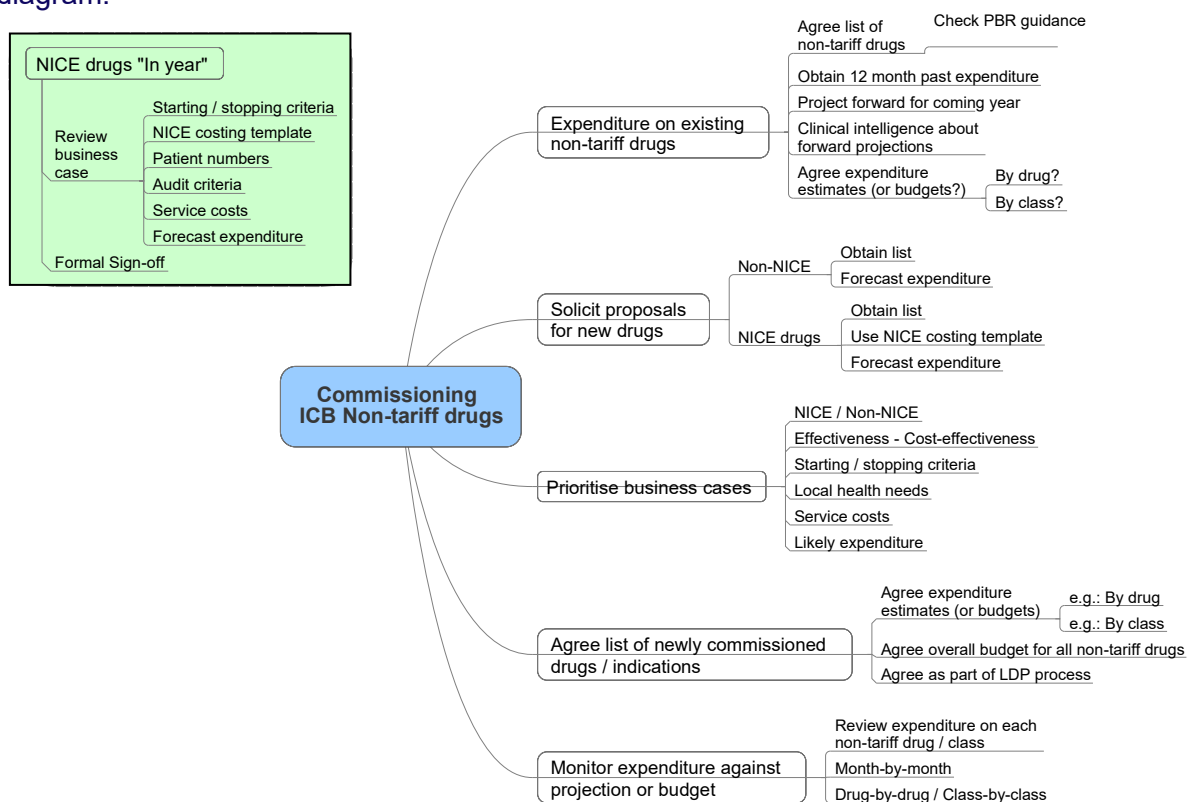 diagram.
NICE drugs "In year"
Review
business
case
Starting / stopping criteria
NICE costing template
Patient numbers
Audit criteria
Service costs
Forecast expenditure
Formal Sign-off
Commissioning
ICB Non-tariff drugs
Expenditure on existing
non-tariff drugs
Agree list of
non-tariff drugs
Check PBR guidance
Obtain 12 month past expenditure
Project forward for coming year
Clinical intelligence about
forward projections
Agree expenditure
estimates (or budgets?)
By drug?
By class?
Solicit proposals
for new drugs
Non-NICE
Obtain list
Forecast expenditure
NICE drugs
Obtain list
Use NICE costing template
Forecast expenditure
Prioritise business cases
NICE / Non-NICE
Effectiveness - Cost-effectiveness
Starting / stopping criteria
Local health needs
Service costs
Likely expenditure
Agree list of newly commissioned
drugs / indications
Agree expenditure
estimates (or budgets)
e.g.: By drug
e.g.: By class
Agree overall budget for all non-tariff drugs
Agree as part of LDP process
Monitor expenditure against
projection or budget
Review expenditure on each
non-tariff drug / class
Month-by-month
Drug-by-drug / Class-by-class